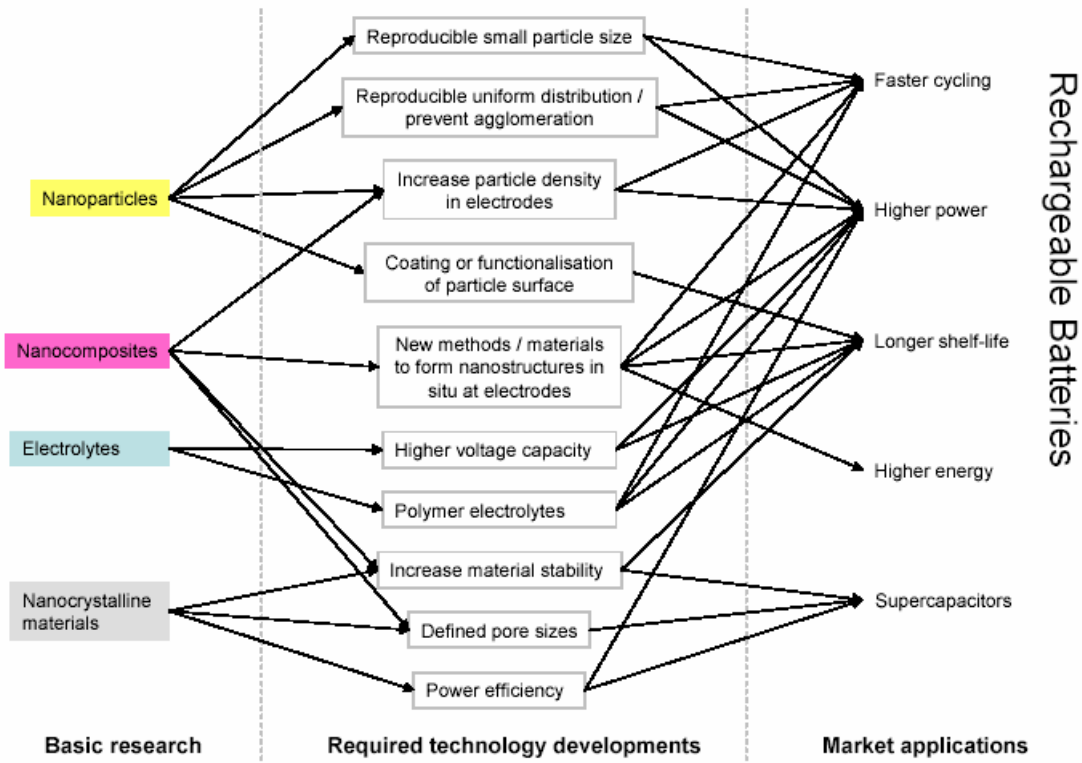 Reproducible small particle size
Reproducible uniform distribution /
prevent agglomeration
Increase particle density
in electrodes
Coating or functionalisation
of particle surface
New methods / materials
to form nanostructures in
situ at electrodes
Higher voltage capacity
Polymer electrolytes
Increase material stability
Defined pore sizes
Power efficiency
Nanoparticles
Nanocomposites
Electrolytes
Nanocrystalline
materials
Faster cycling
Higher power
Longer shelf-life
Higher energy
Supercapacitors
Rechargeable Batteries
Basic research
Required technology developments
Market applications